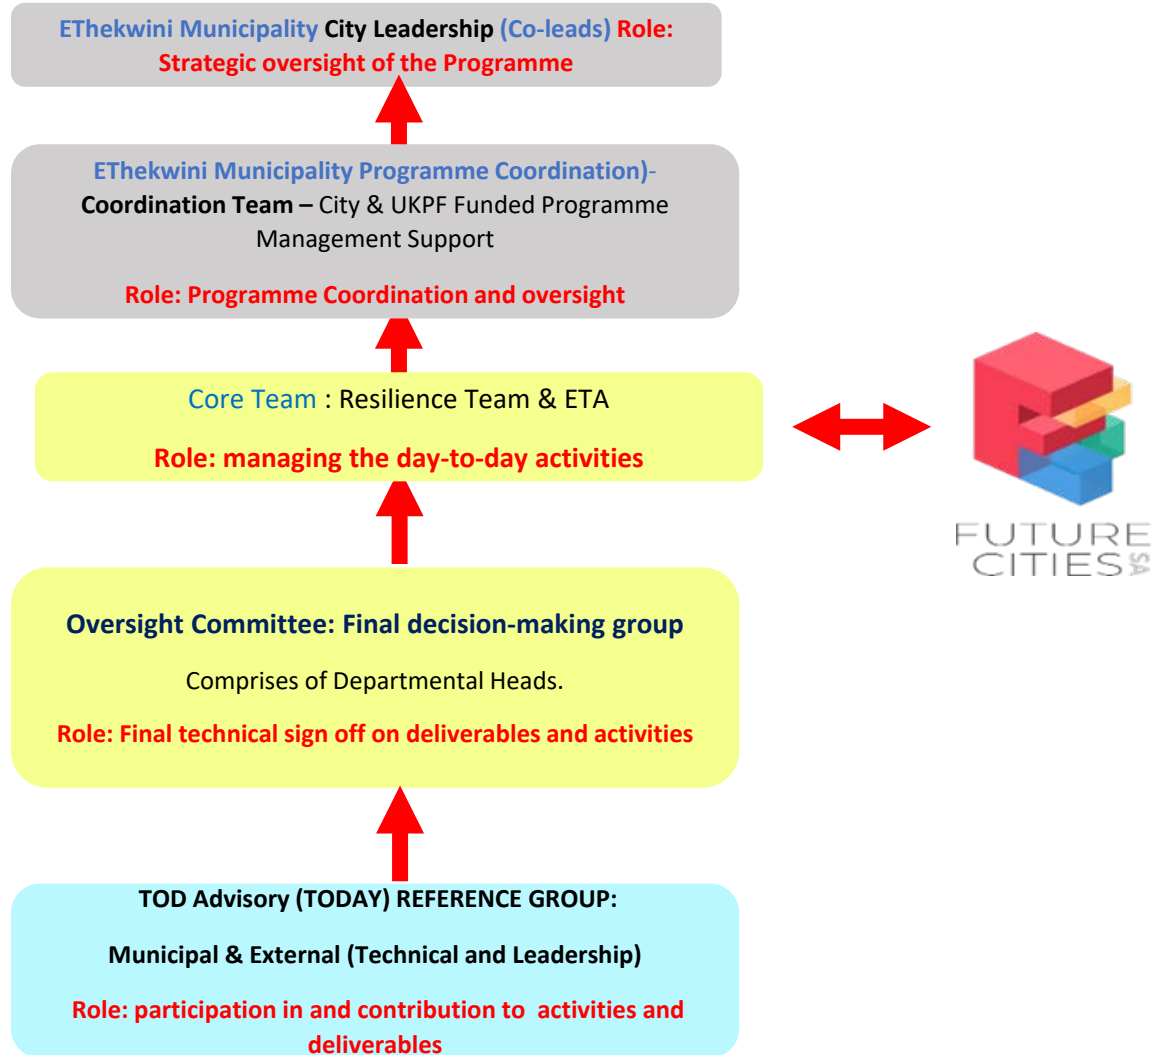 EThekwini Municipality City Leadership (Co-leads) Role:
Strategic oversight of the Programme
EThekwini Municipality Programme Coordination)-
Coordination Team – City & UKPF Funded Programme
Management Support
Role: Programme Coordination and oversight
Core Team : Resilience Team & ETA
Role: managing the day-to-day activities
FUTURE
CITIES SA
Oversight Committee: Final decision-making group
Comprises of Departmental Heads.
Role: Final technical sign off on deliverables and activities
TOD Advisory (TODAY) REFERENCE GROUP:
Municipal & External (Technical and Leadership)
Role: participation in and contribution to activities and
deliverables